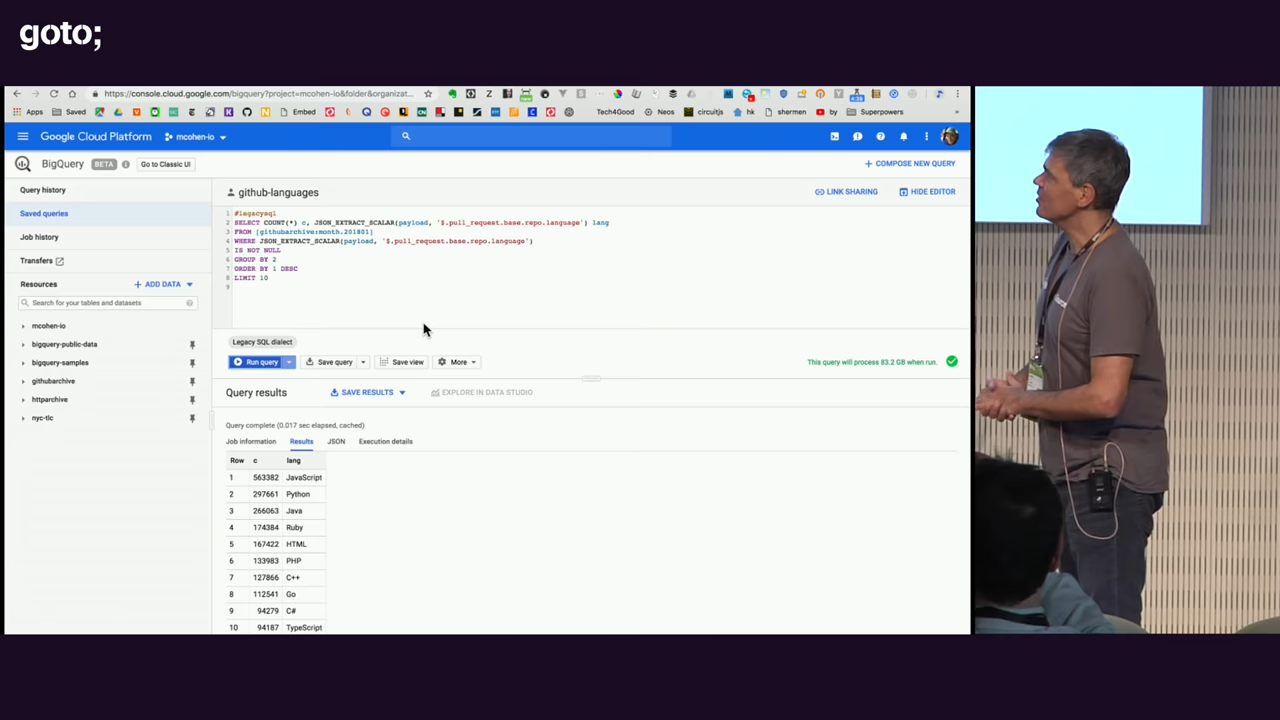 goto;
https://console.cloud.google.com/bigquery?project=mcohen-io&folder&organizat...
Apps Saved Embed Tech4Good Neos circuitjs hk shermen by Superpowers »
Google Cloud Platform mcohen-io
BigQuery BETA Go to Classic UI + COMPOSE NEW QUERY
Query history
Saved queries
Job history
Transfers
Resources + ADD DATA
Search for your tables and datasets
mcohen-io
bigquery-public-data
bigquery-samples
githubarchive
httparchive
nyc-tlc
github-languages LINK SHARING HIDE EDITOR
1 #legacysql
2 SELECT COUNT(*) c, JSON_EXTRACT_SCALAR(payload, '$.pull_request.base.repo.language') lang
3 FROM [githubarchive:month.201801]
4 WHERE JSON_EXTRACT_SCALAR(payload, '$.pull_request.base.repo.language')
5 IS NOT NULL
6 GROUP BY 2
7 ORDER BY 1 DESC
8 LIMIT 10
9
Legacy SQL dialect
Run query Save query Save view More This query will process 83.2 GB when run.
Query results SAVE RESULTS EXPLORE IN DATA STUDIO
Query complete (0.017 sec elapsed, cached)
Job information Results JSON Execution details
Row c lang
1 563382 JavaScript
2 297661 Python
3 266063 Java
4 174384 Ruby
5 167422 HTML
6 133983 PHP
7 127866 C++
8 112541 Go
9 94279 C#
10 94187 TypeScript